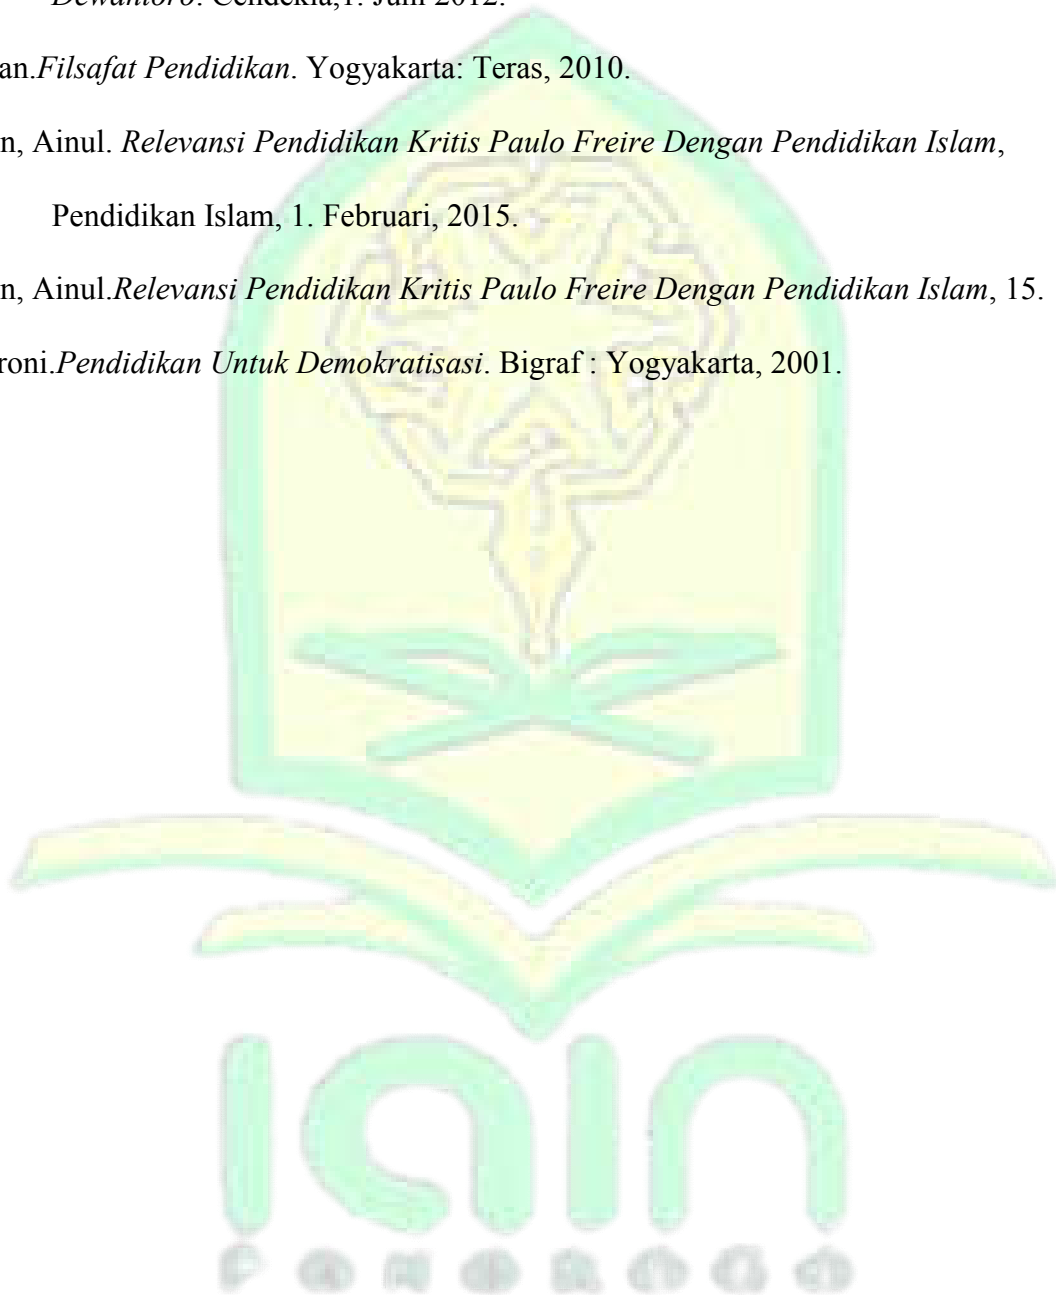 Dewantoro. Cendekia,1. Juni 2012.
an.Filsafat Pendidikan. Yogyakarta: Teras, 2010.
n, Ainul. Relevansi Pendidikan Kritis Paulo Freire Dengan Pendidikan Islam,
Pendidikan Islam, 1. Februari, 2015.
n, Ainul.Relevansi Pendidikan Kritis Paulo Freire Dengan Pendidikan Islam, 15.
roni.Pendidikan Untuk Demokratisasi. Bigraf : Yogyakarta, 2001.
iain
PONOROGO